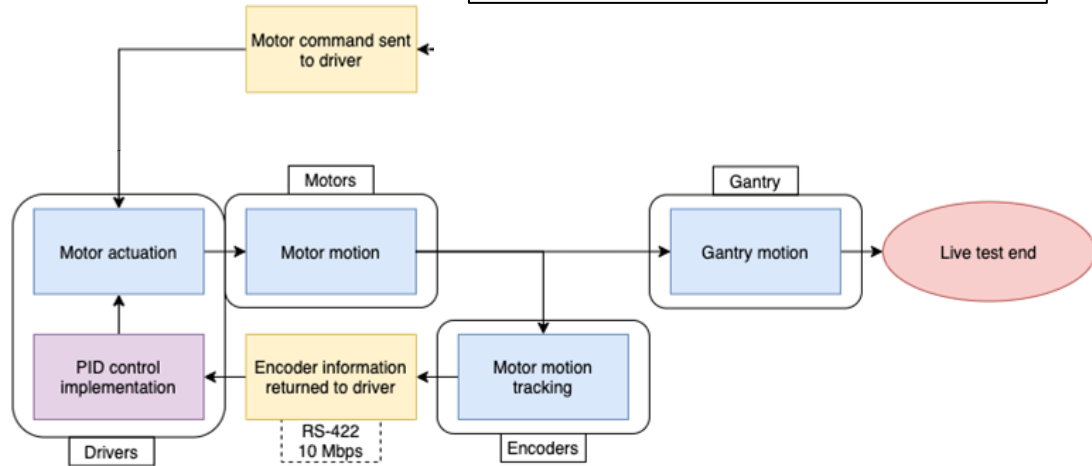 Motor command sent
to driver
Motors
Gantry
Motor actuation
Motor motion
Gantry motion
Live test end
PID control
implementation
Encoder information
returned to driver
Motor motion
tracking
RS-422
10 Mbps
Drivers
Encoders